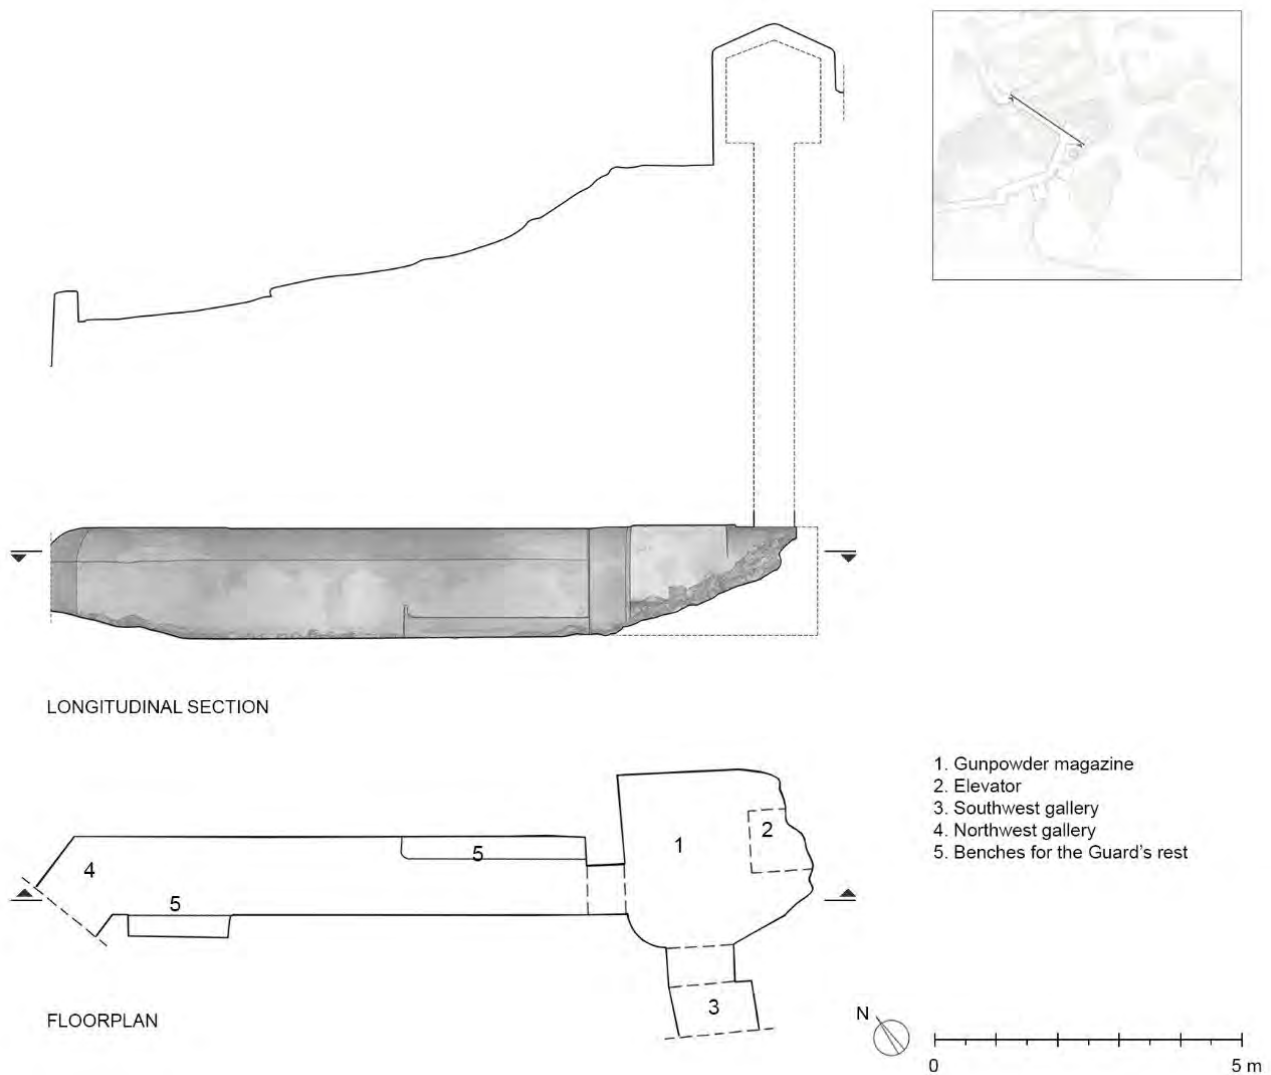 LONGITUDINAL SECTION
1. Gunpowder magazine
2. Elevator
3. Southwest gallery
4. Northwest gallery
5. Benches for the Guard's rest
1
2
5
4
5
3
FLOORPLAN
N
0
5 m